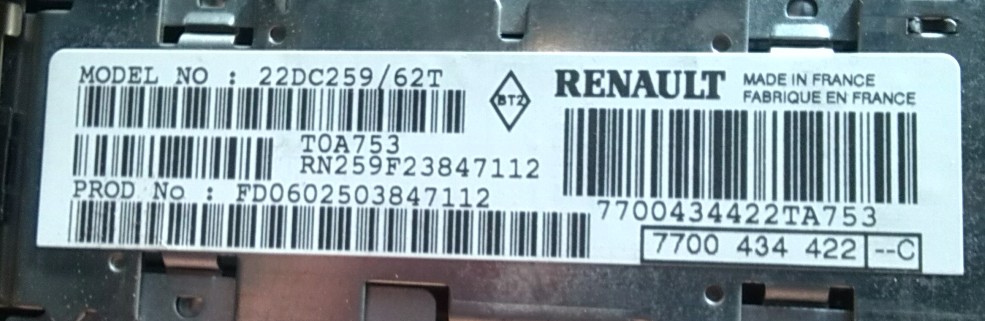 MODEL NO : 22DC259/62T
BTZ
RENAULT
MADE IN FRANCE
FABRIQUE EN FRANCE
T0A753
RN259F23847112
PROD No : FD0602503847112
7700434422TA753
7700 434 422 --C